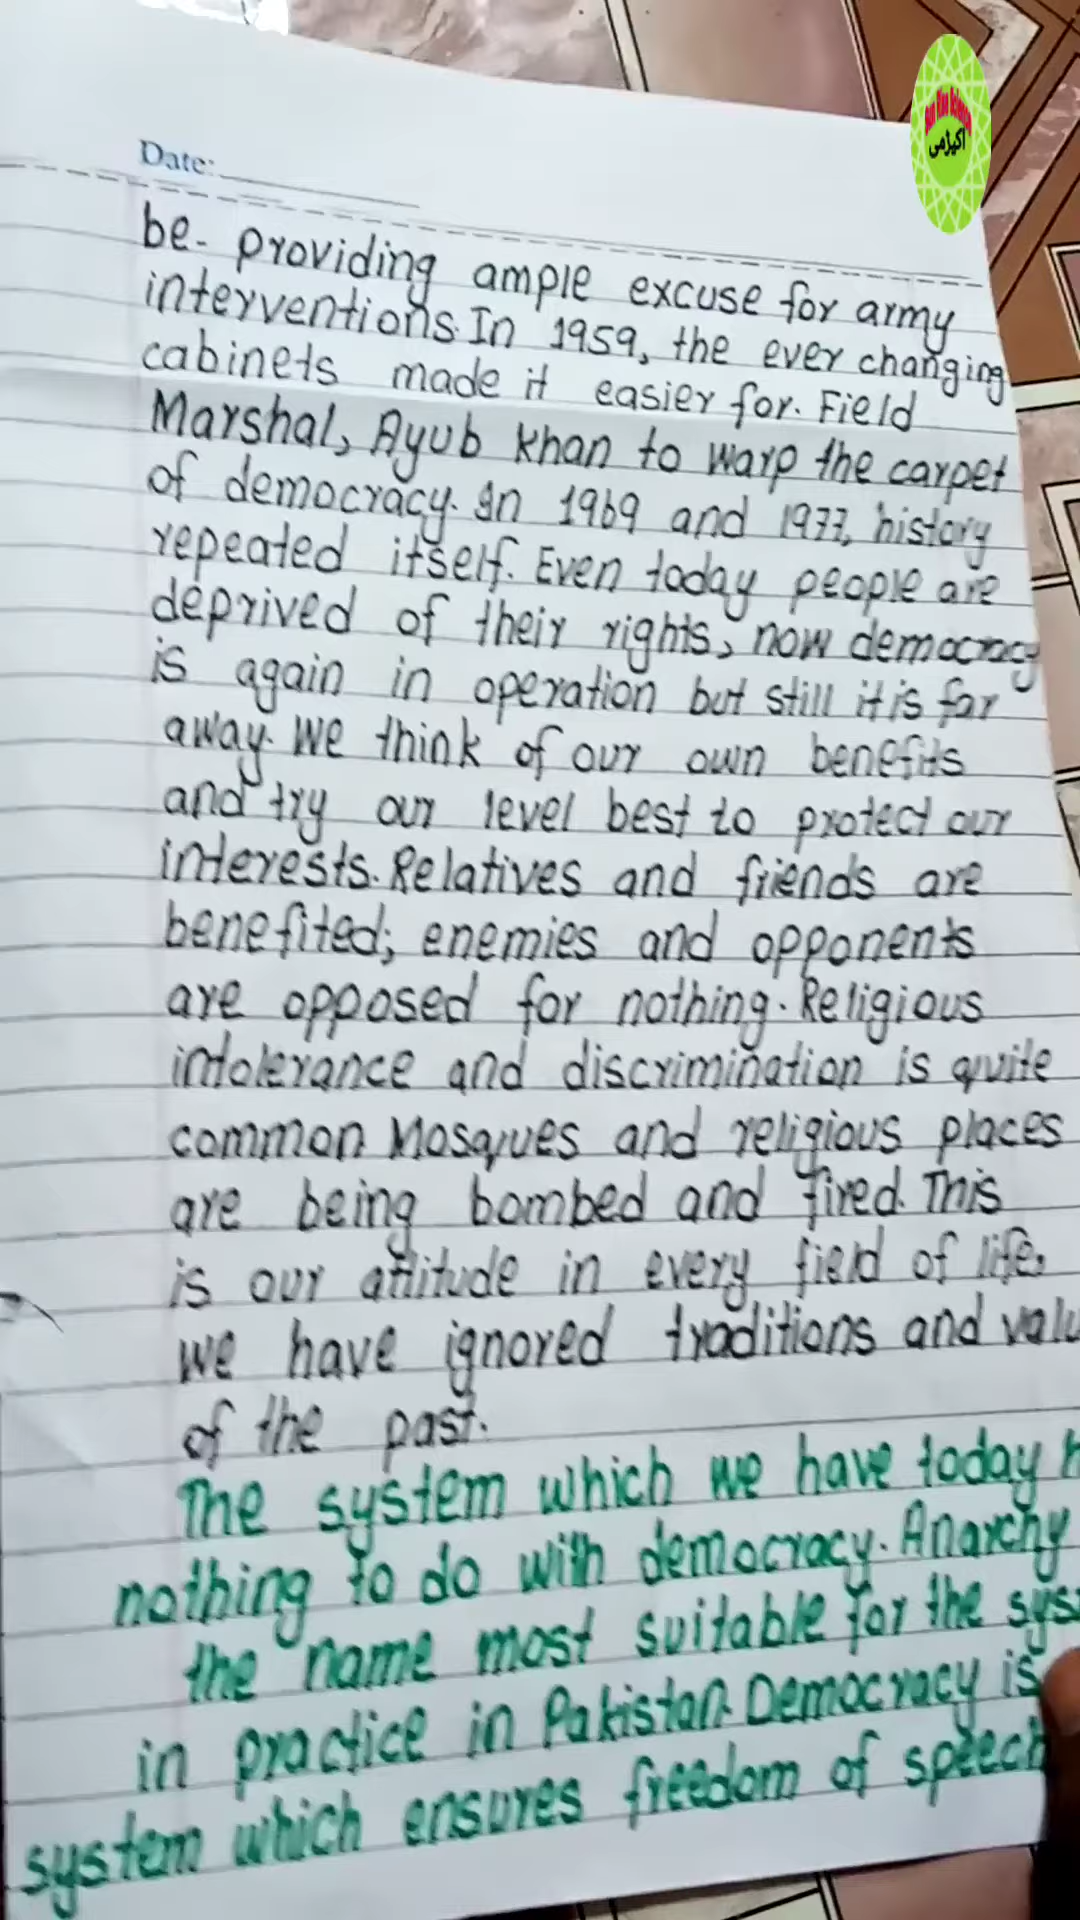 Date:
be- providing ample excuse for army
interventions. In 1959, the ever changing
cabinets made it easier for. Field
Marshal, Ayub Khan to warp the carpet
of democracy. In 1969 and 1977, history
repeated itself. Even today people are
deprived of their rights, now democracy
is again in operation but still it is far
away. We think of our own benefits
and try our level best to protect our
interests. Relatives and friends are
benefited; enemies and opponents
are opposed for nothing. Religious
intolerance and discrimination is quite
common. Mosques and religious places
are being bombed and fired. This
is our attitude in every field of life.
we have ignored traditions and valu
of the past.
The system which we have today h
nothing to do with democracy. Anarchy
the name most suitable for the sys
in practice in Pakistan. Democracy is
system which ensures freedom of speech
اکیڈمی